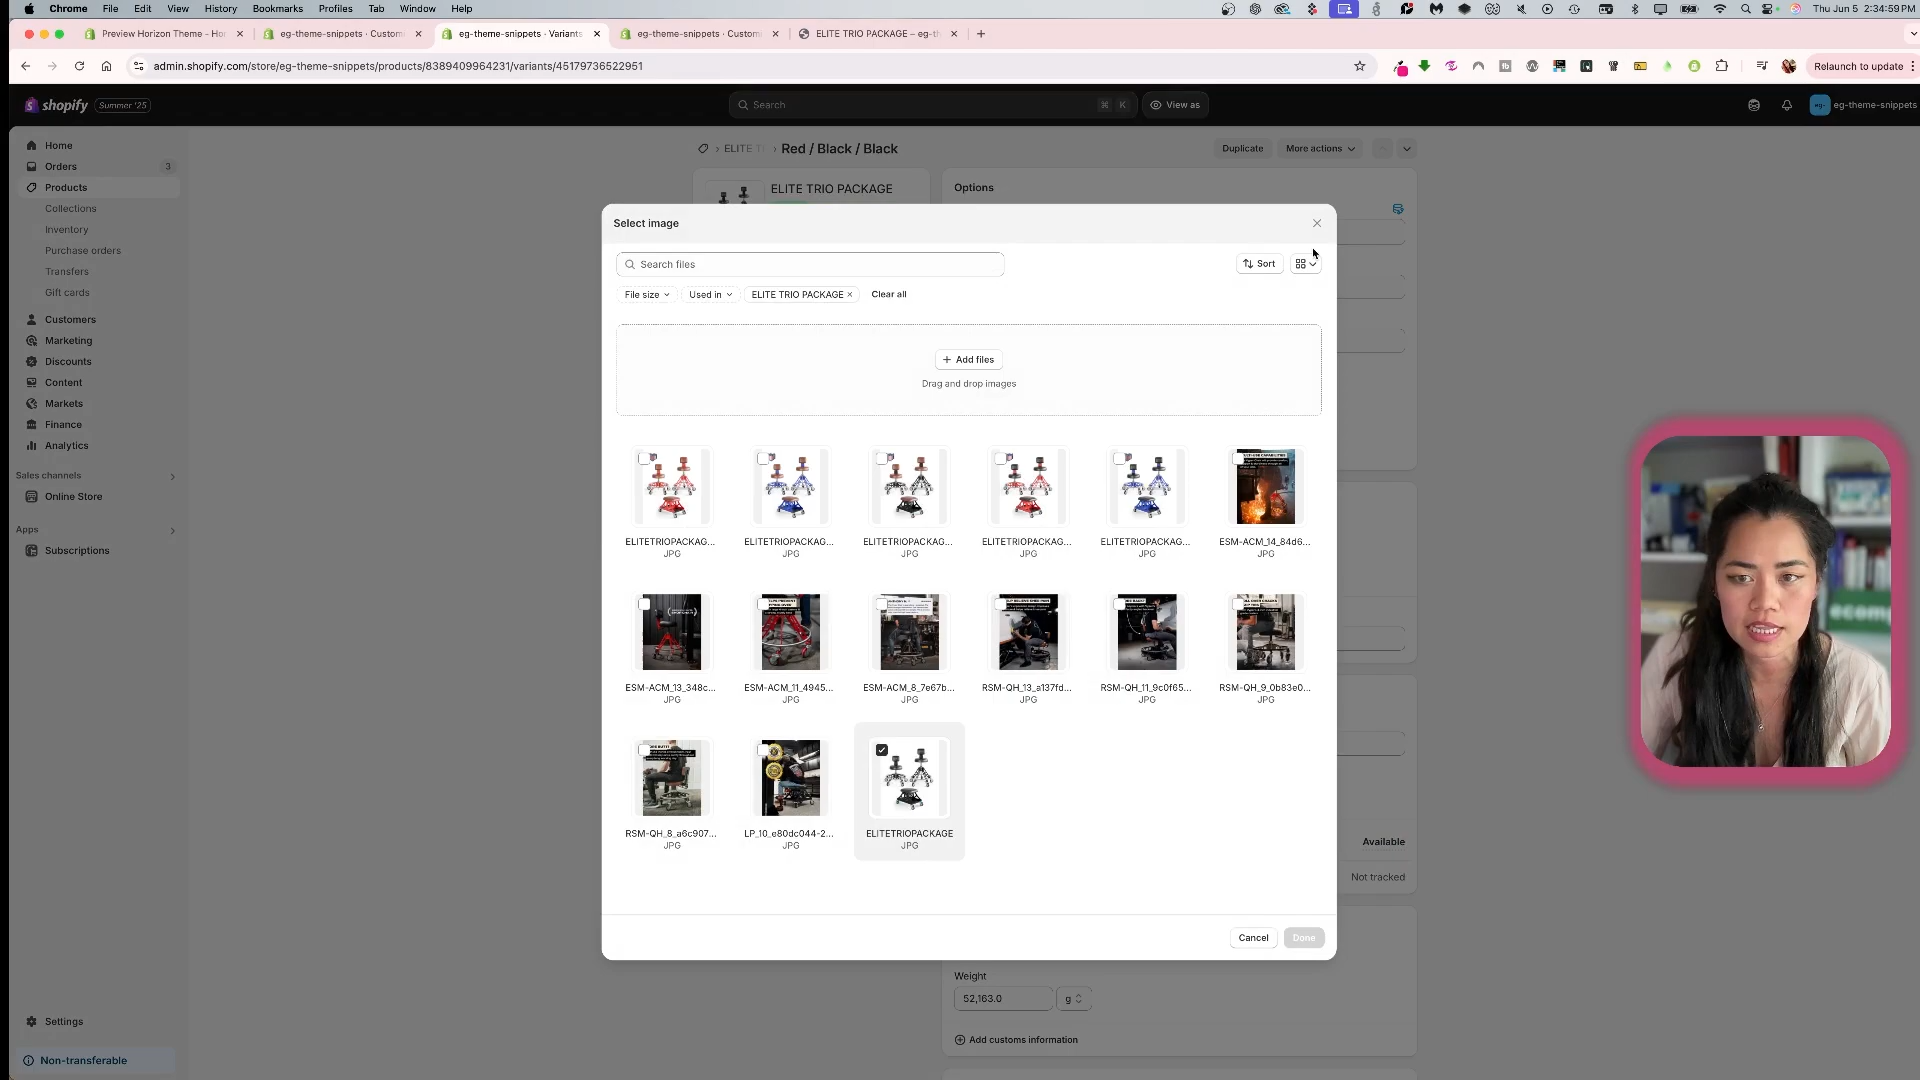 Chrome File Edit View History Bookmarks Profiles Tab Window Help Thu Jun 5 2:34:59 PM
Preview Horizon Theme - Ho eg-theme-snippets · Custom eg-theme-snippets · Variants eg-theme-snippets · Custom ELITE TRIO PACKAGE – eg-th
admin.shopify.com/store/eg-theme-snippets/products/8389409964231/variants/45179736522951 Relaunch to update
shopify Summer '25 Search ⌘ K View as eg- eg-theme-snippets
Home
Orders 3
Products
Collections
Inventory
Purchase orders
Transfers
Gift cards
Customers
Marketing
Discounts
Content
Markets
Finance
Analytics
Sales channels
Online Store
Apps
Subscriptions
Settings
Non-transferable
ELITE T Red / Black / Black Duplicate More actions
ELITE TRIO PACKAGE Options
Select image
Search files Sort
File size Used in ELITE TRIO PACKAGE Clear all
Add files
Drag and drop images
ELITETRIOPACKAG... ELITETRIOPACKAG... ELITETRIOPACKAG... ELITETRIOPACKAG... ELITETRIOPACKAG... ESM-ACM_14_84d6...
JPG JPG JPG JPG JPG JPG
ESM-ACM_13_348c... ESM-ACM_11_4945... ESM-ACM_8_7e67b... RSM-QH_13_a137fd... RSM-QH_11_9c0f65... RSM-QH_9_0b83e0...
JPG JPG JPG JPG JPG JPG
RSM-QH_8_a6c907... LP_10_e80dc044-2... ELITETRIOPACKAGE
JPG JPG JPG
Cancel Done
Available
Not tracked
Weight
52,163.0 g
Add customs information
ecom